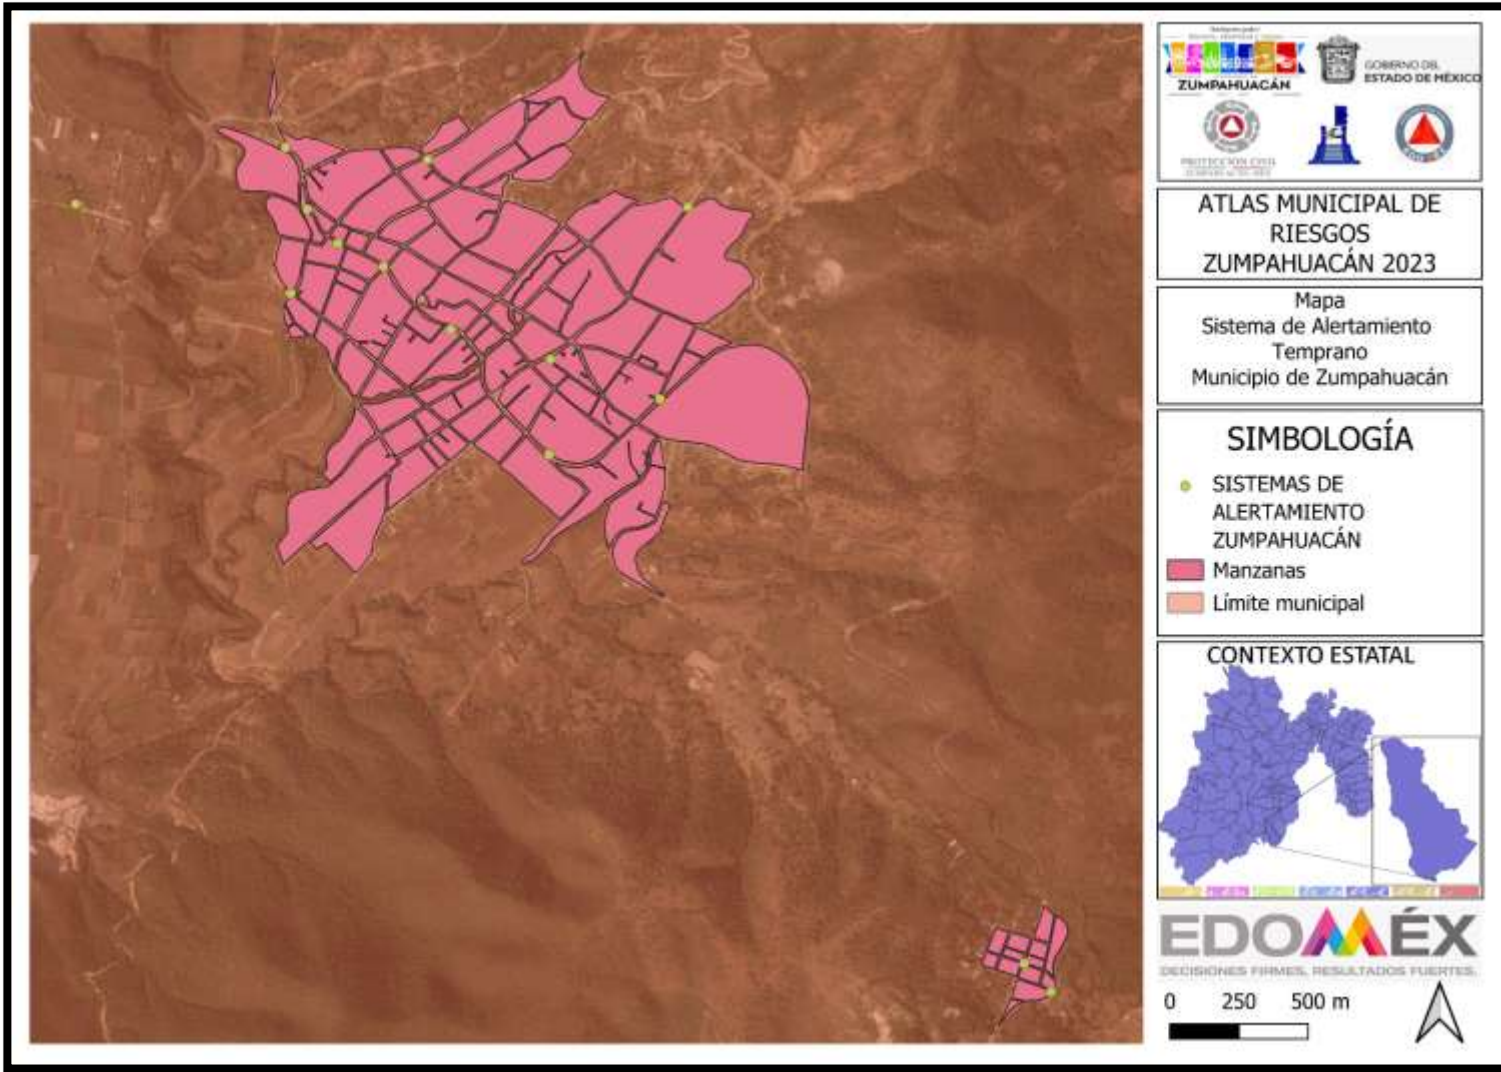 ZUMPAHUACÁN
GOBIERNO DEL
ESTADO DE MÉXICO
PROTECCIÓN CIVIL
ATLAS MUNICIPAL DE
RIESGOS
ZUMPAHUACÁN 2023
Mapa
Sistema de Alertamiento
Temprano
Municipio de Zumpahuacán
SIMBOLOGÍA
SISTEMAS DE
ALERTAMIENTO
ZUMPAHUACÁN
Manzanas
Límite municipal
CONTEXTO ESTATAL
EDOMÉX
DECISIONES FIRMES, RESULTADOS FUERTES.
0 250 500 m